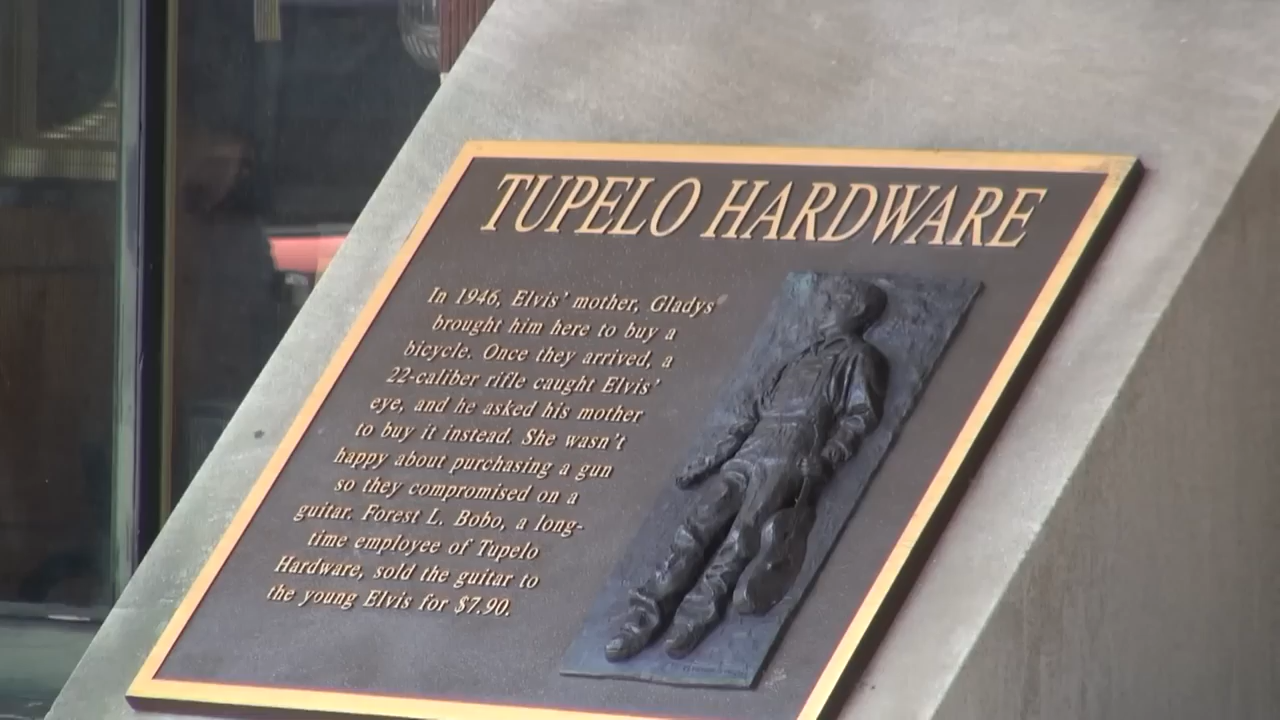 TUPELO HARDWARE
In 1946, Elvis' mother, Gladys
brought him here to buy a
bicycle. Once they arrived, a
22-caliber rifle caught Elvis'
eye, and he asked his mother
to buy it instead. She wasn't
happy about purchasing a gun
so they compromised on a
guitar. Forest L. Bobo, a long-
time employee of Tupelo
Hardware, sold the guitar to
the young Elvis for $7.90.